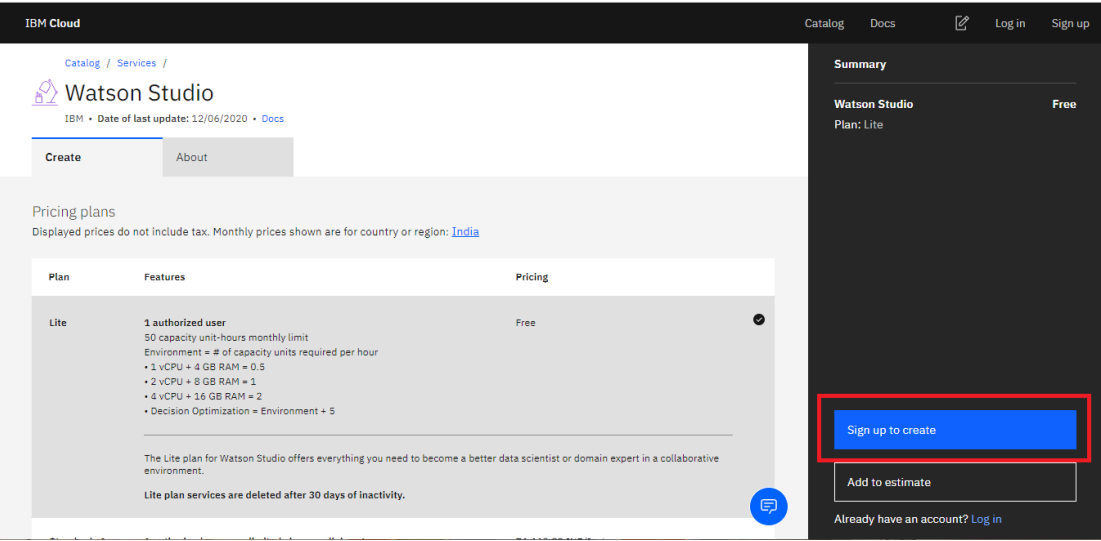 IBM Cloud
Catalog
Docs
Log in
Sign up
Catalog / Services /
Watson Studio
IBM • Date of last update: 12/06/2020 • Docs
Create
About
Pricing plans
Displayed prices do not include tax. Monthly prices shown are for country or region: India
Plan
Features
Pricing
Lite
1 authorized user
Free
50 capacity unit-hours monthly limit
Environment = # of capacity units required per hour
• 1 vCPU + 4 GB RAM = 0.5
• 2 vCPU + 8 GB RAM = 1
• 4 vCPU + 16 GB RAM = 2
• Decision Optimization = Environment + 5
The Lite plan for Watson Studio offers everything you need to become a better data scientist or domain expert in a collaborative
environment.
Lite plan services are deleted after 30 days of inactivity.
Summary
Watson Studio
Free
Plan: Lite
Sign up to create
Add to estimate
Already have an account? Log in